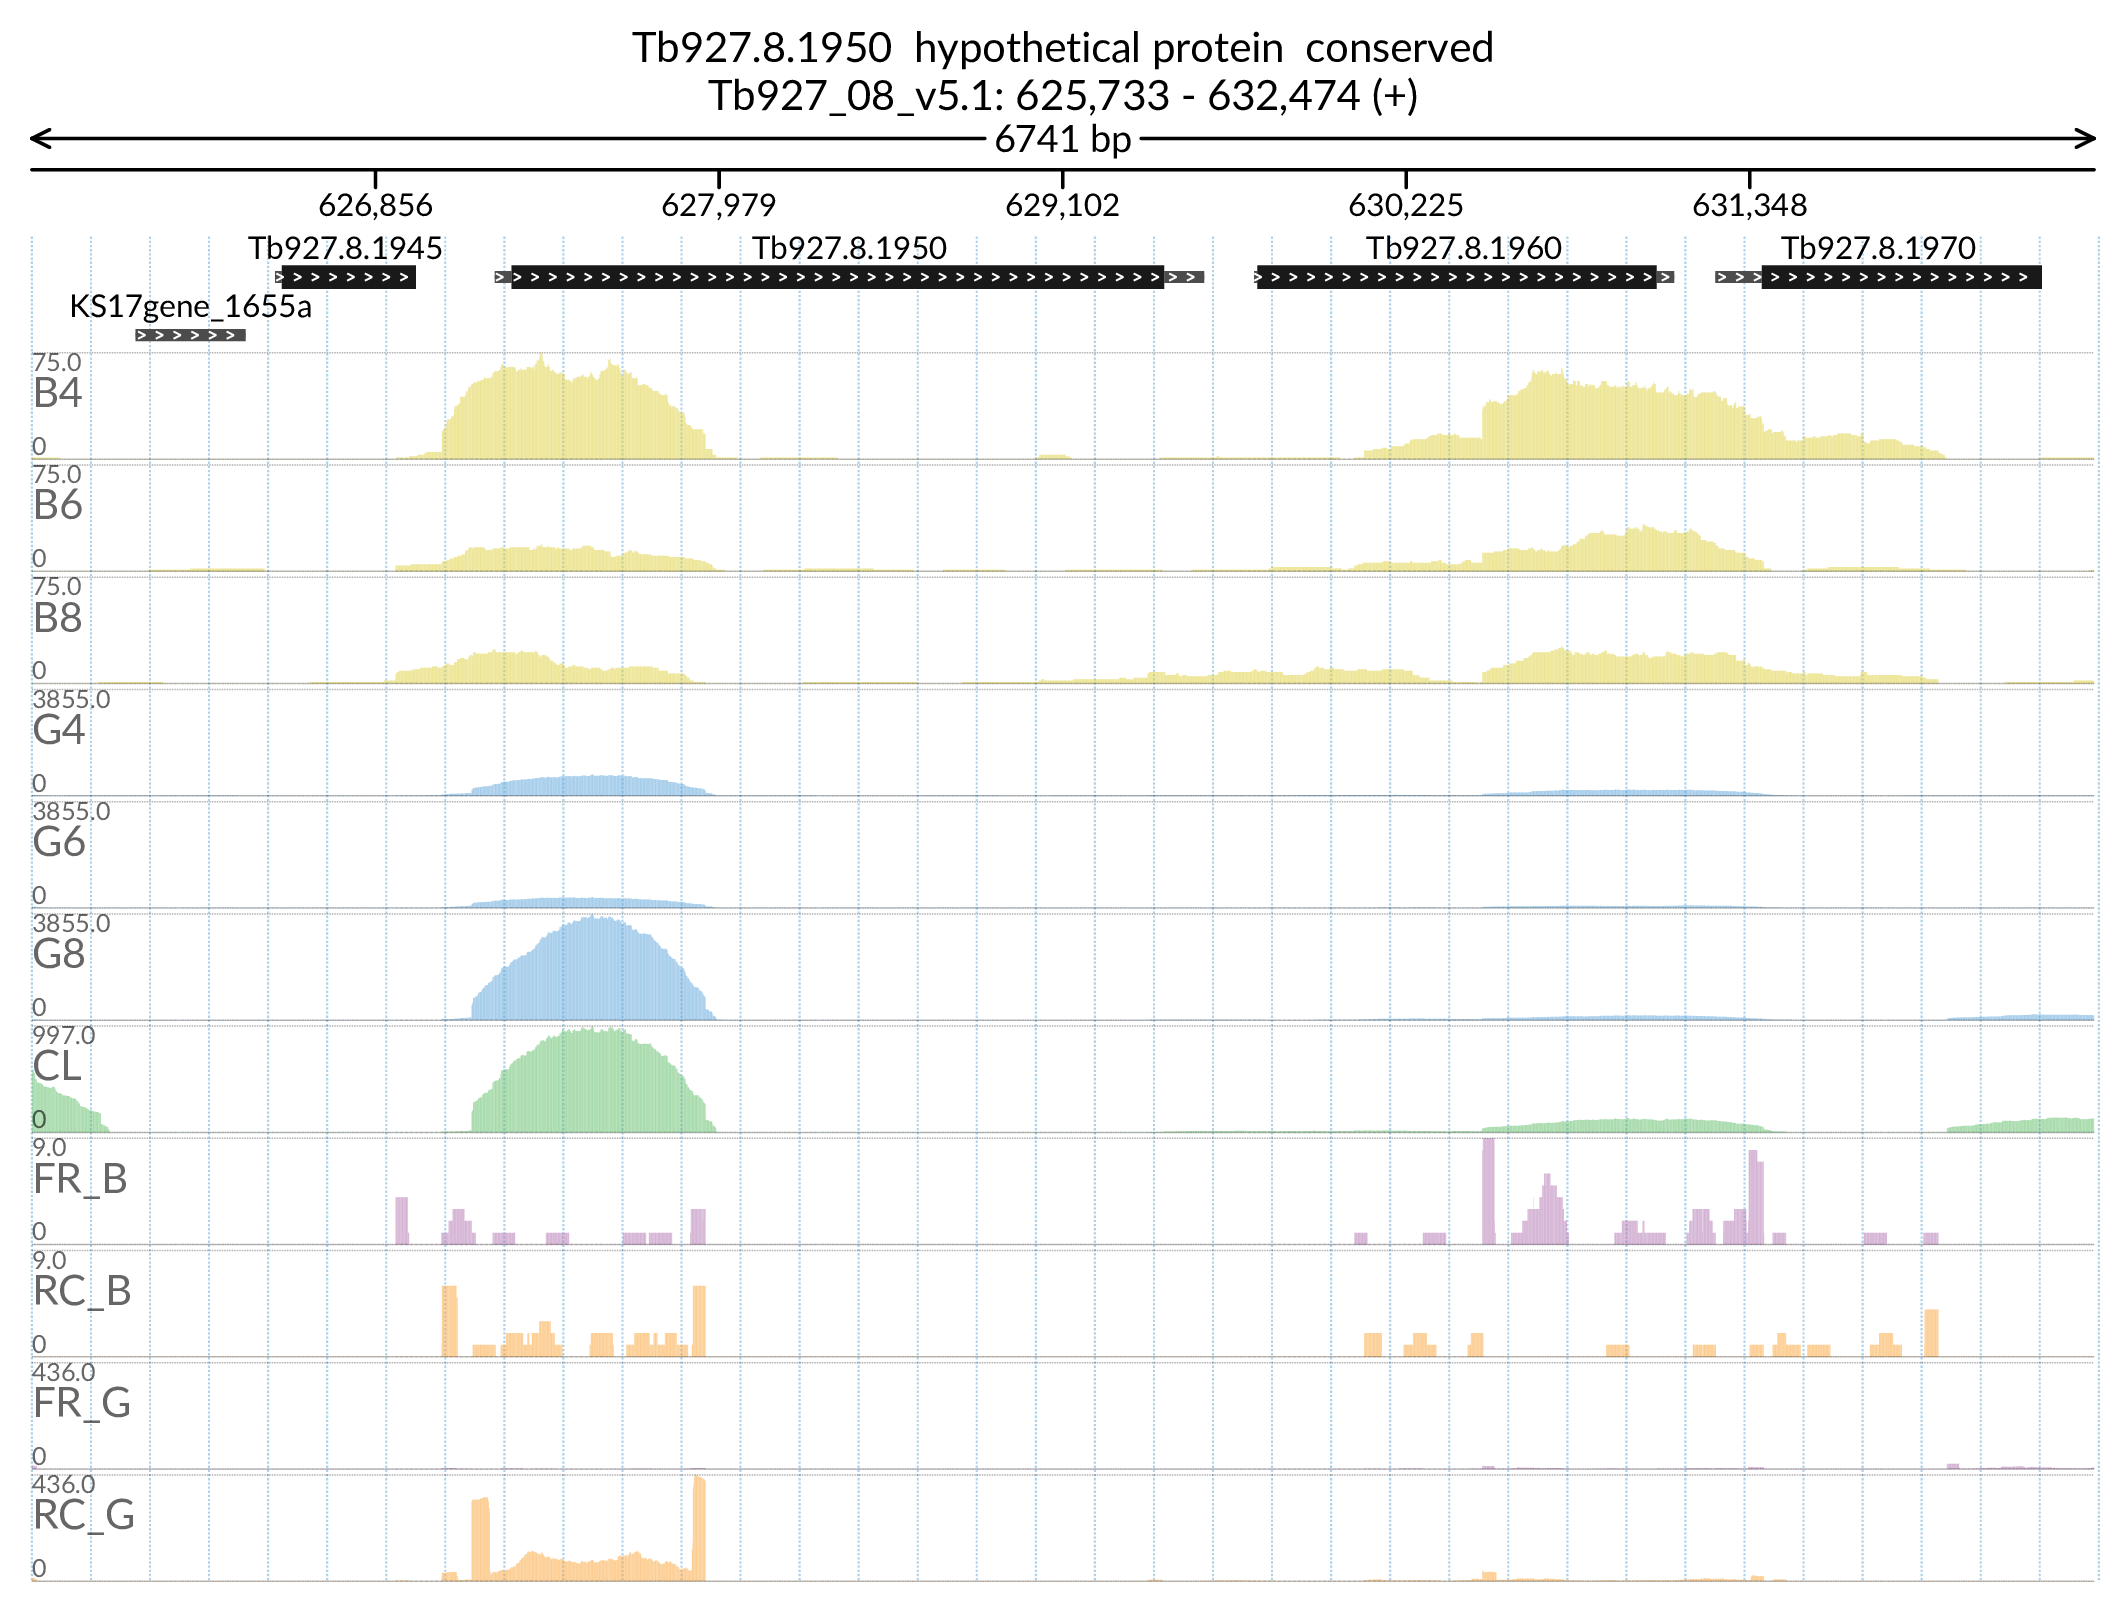 Tb927.8.1950  hypothetical protein  conserved
Tb927_08_v5.1: 625,733 - 632,474 (+)
6741 bp
626,856 627,979 629,102 630,225 631,348
Tb927.8.1945 Tb927.8.1950 Tb927.8.1960 Tb927.8.1970
KS17gene_1655a
75.0
B4
0
75.0
B6
0
75.0
B8
0
3855.0
G4
0
3855.0
G6
0
3855.0
G8
0
997.0
CL
0
9.0
FR_B
0
9.0
RC_B
0
436.0
FR_G
0
436.0
RC_G
0